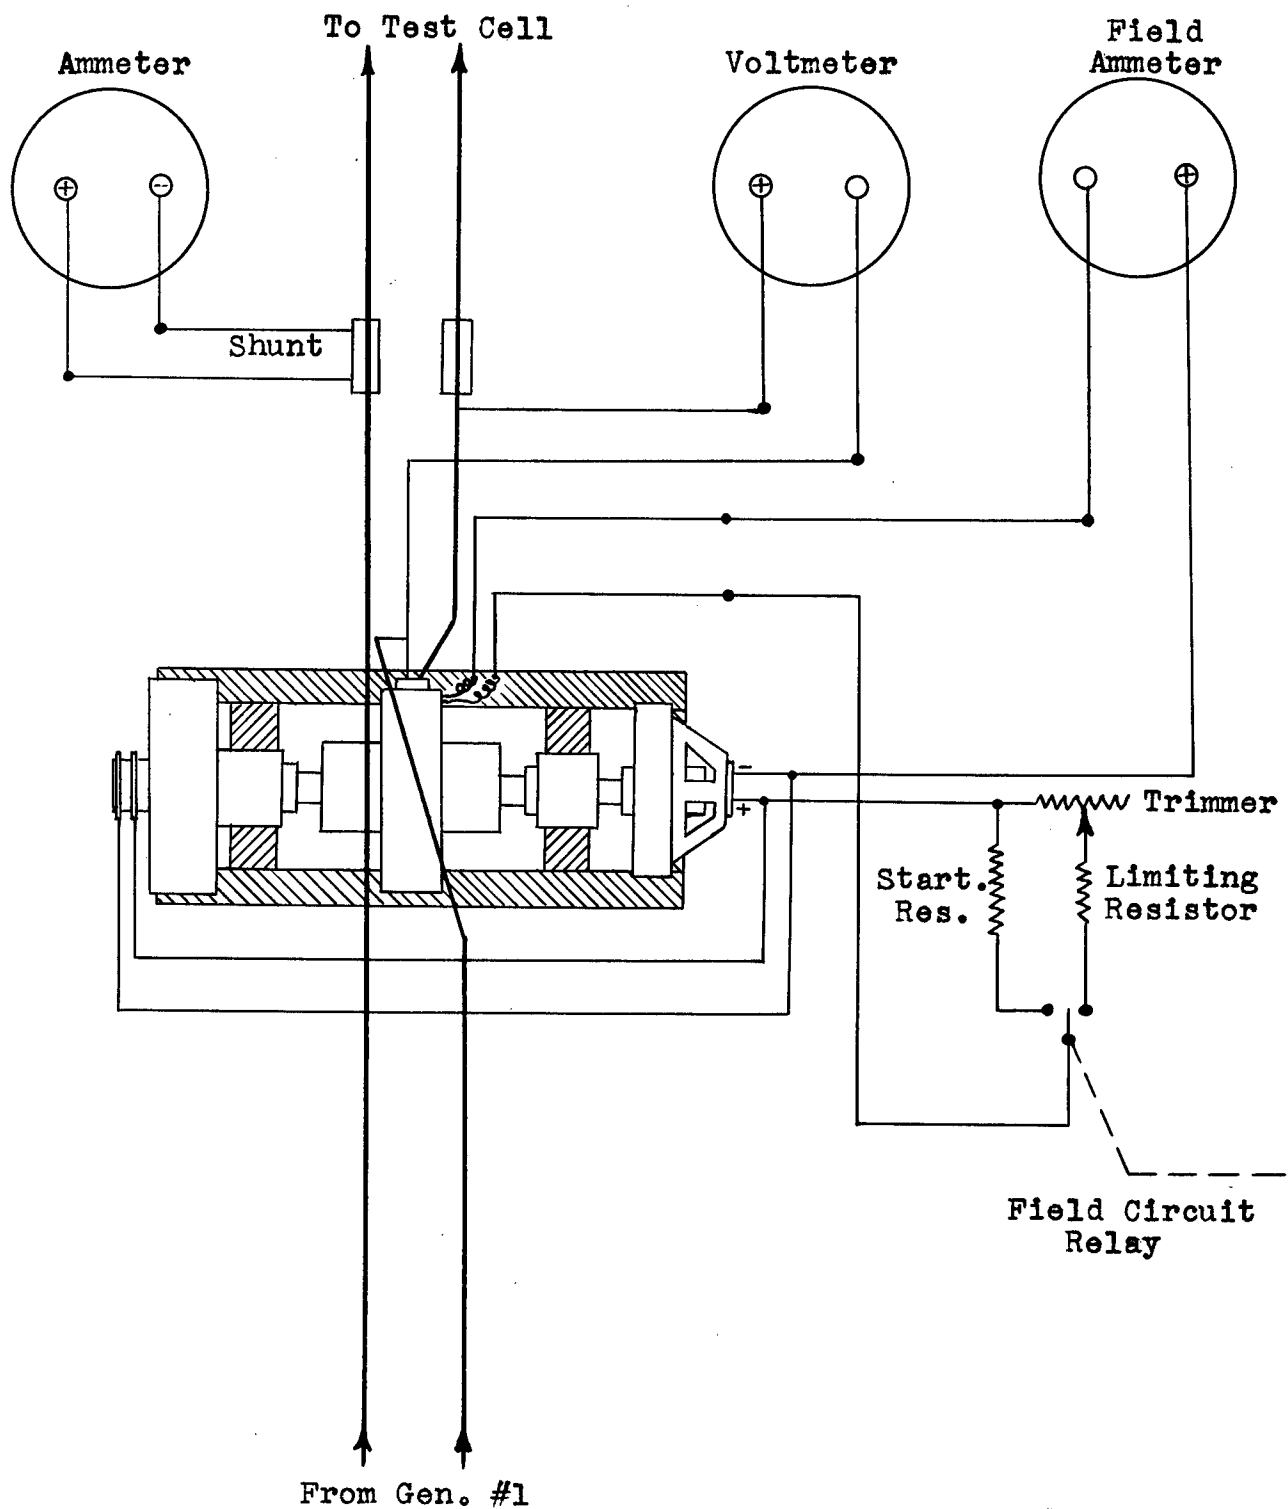 To Test Cell
Ammeter
Voltmeter
Field
Ammeter
+
--
+
+
Shunt
-
+
Trimmer
Start.
Res.
Limiting
Resistor
Field Circuit
Relay
From Gen. #1